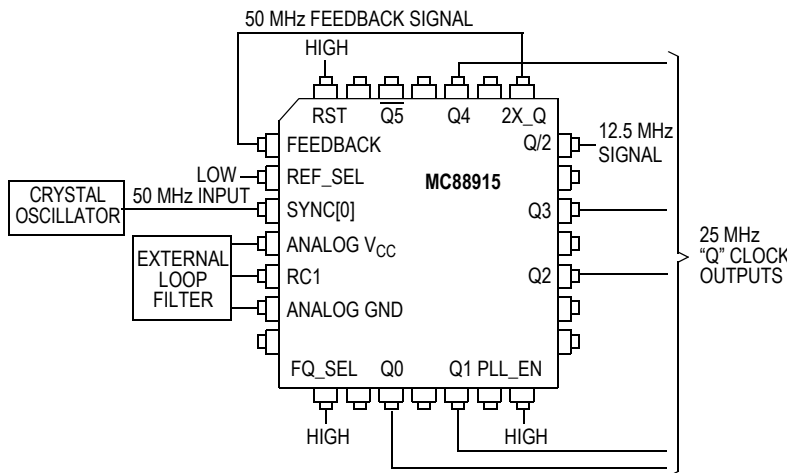 50 MHz FEEDBACK SIGNAL
HIGH
RST
Q5
Q4
2X_Q
FEEDBACK
Q/2
12.5 MHz
SIGNAL
LOW
REF_SEL
MC88915
CRYSTAL
OSCILLATOR
50 MHz INPUT
SYNC[0]
Q3
ANALOG VCC
EXTERNAL
LOOP
FILTER
RC1
Q2
25 MHz
“Q” CLOCK
OUTPUTS
ANALOG GND
FQ_SEL
Q0
Q1
PLL_EN
HIGH
HIGH